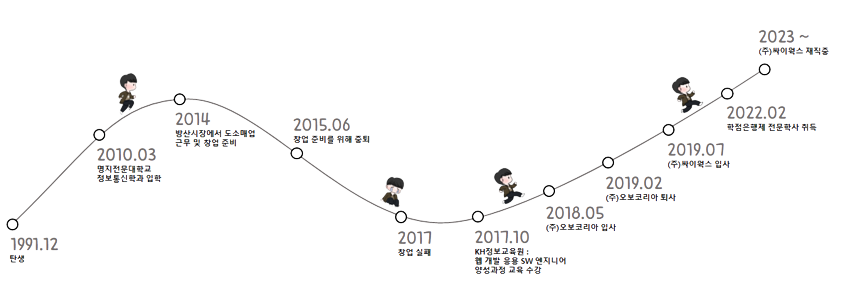 1991.12
탄생
2010.03
명지전문대학교
정보통신학과 입학
2014
방산시장에서 도소매업
근무 및 창업 준비
2015.06
창업 준비를 위해 중퇴
2017
창업 실패
2017.10
KH정보교육원 :
웹 개발 응용 SW 엔지니어
양성과정 교육 수강
2018.05
(주)오보코리아 입사
2019.02
(주)오보코리아 퇴사
2019.07
(주)싸이웍스 입사
2022.02
학점은행제 전문학사 취득
2023 ~
(주)싸이웍스 재직중